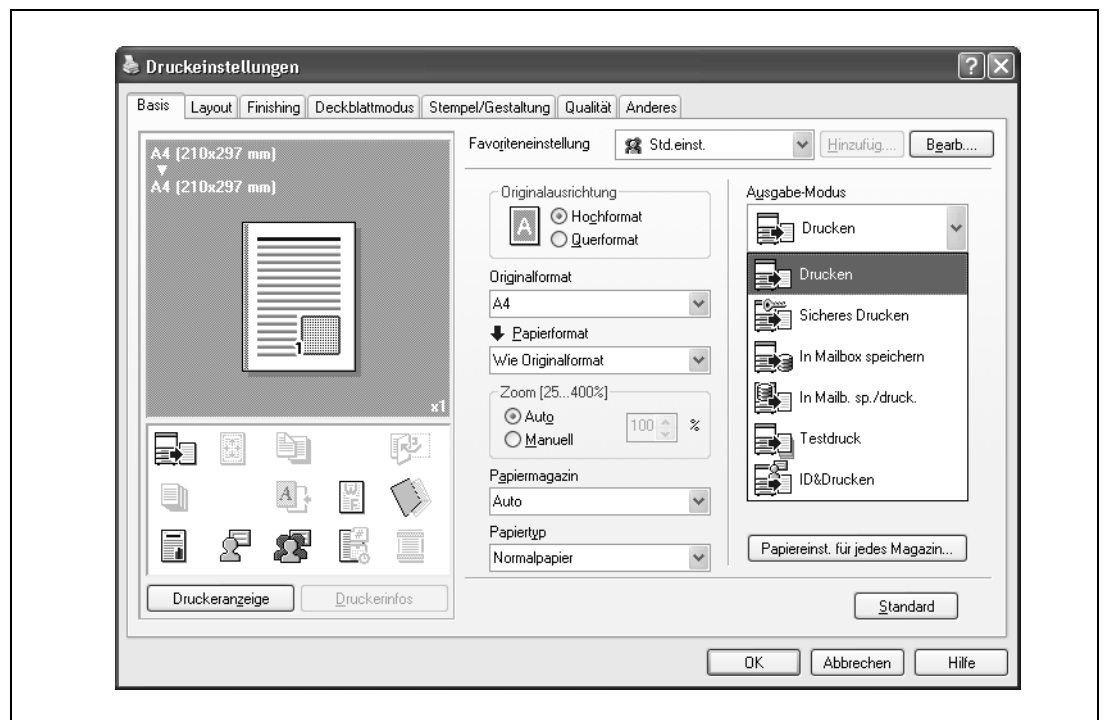 Druckeinstellungen
Basis Layout Finishing Deckblattmodus Stempel/Gestaltung Qualität Anderes
A4 (210x297 mm)
A4 (210x297 mm)
1
x1
Druckeranzeige Druckerinfos
Favoriteneinstellung Std.einst. Hinzufüg.... Bearb....
Originalausrichtung
A
Hochformat
Querformat
Originalformat
A4
Papierformat
Wie Originalformat
Zoom [25...400%]
Auto
Manuell
100 %
Papiermagazin
Auto
Papiertyp
Normalpapier
Ausgabe-Modus
Drucken
Drucken
Sicheres Drucken
In Mailbox speichern
In Mailb. sp./druck.
Testdruck
ID&Drucken
Papiereinst. für jedes Magazin...
Standard
OK Abbrechen Hilfe